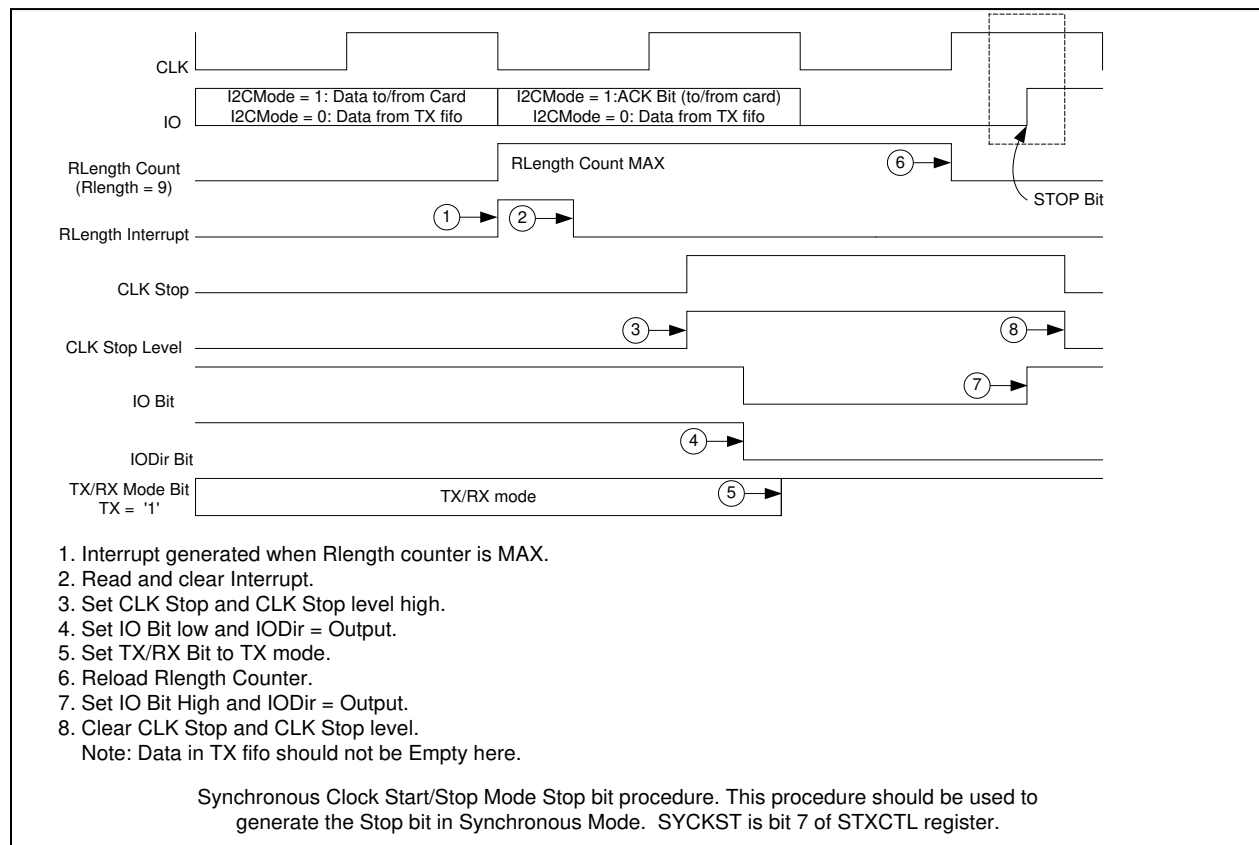 CLK
I2CMode = 1: Data to/from Card
I2CMode = 0: Data from TX fifo
I2CMode = 1:ACK Bit (to/from card)
I2CMode = 0: Data from TX fifo
IO
RLength Count
(Rlength = 9)
RLength Count MAX
6
STOP Bit
1
2
RLength Interrupt
CLK Stop
3
8
CLK Stop Level
7
IO Bit
4
IODir Bit
TX/RX Mode Bit
TX = '1'
TX/RX mode
5
1. Interrupt generated when Rlength counter is MAX.
2. Read and clear Interrupt.
3. Set CLK Stop and CLK Stop level high.
4. Set IO Bit low and IODir = Output.
5. Set TX/RX Bit to TX mode.
6. Reload Rlength Counter.
7. Set IO Bit High and IODir = Output.
8. Clear CLK Stop and CLK Stop level.
Note: Data in TX fifo should not be Empty here.
Synchronous Clock Start/Stop Mode Stop bit procedure. This procedure should be used to
generate the Stop bit in Synchronous Mode. SYCKST is bit 7 of STXCTL register.